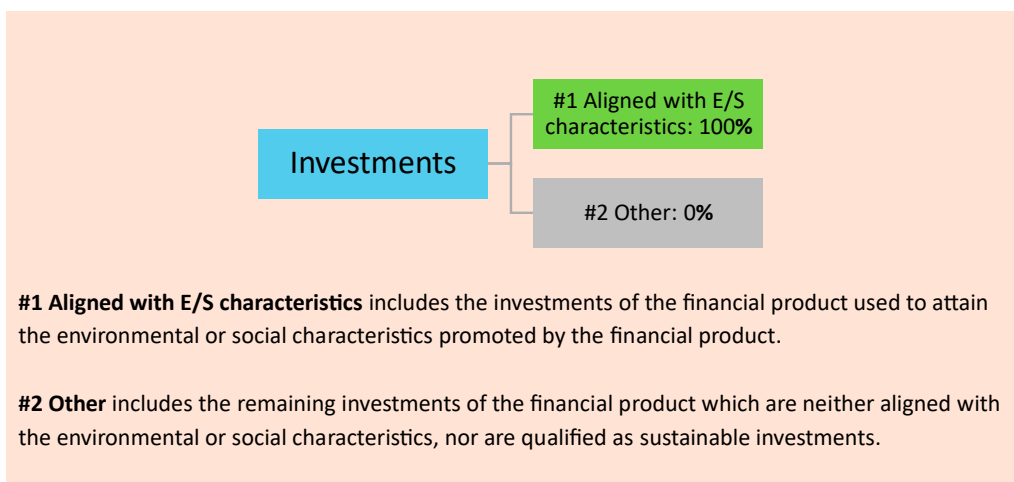 #1 Aligned with E/S
characteristics: 100%
Investments
#2 Other: 0%
#1 Aligned with E/S characteristics includes the investments of the financial product used to attain
the environmental or social characteristics promoted by the financial product.
#2 Other includes the remaining investments of the financial product which are neither aligned with
the environmental or social characteristics, nor are qualified as sustainable investments.